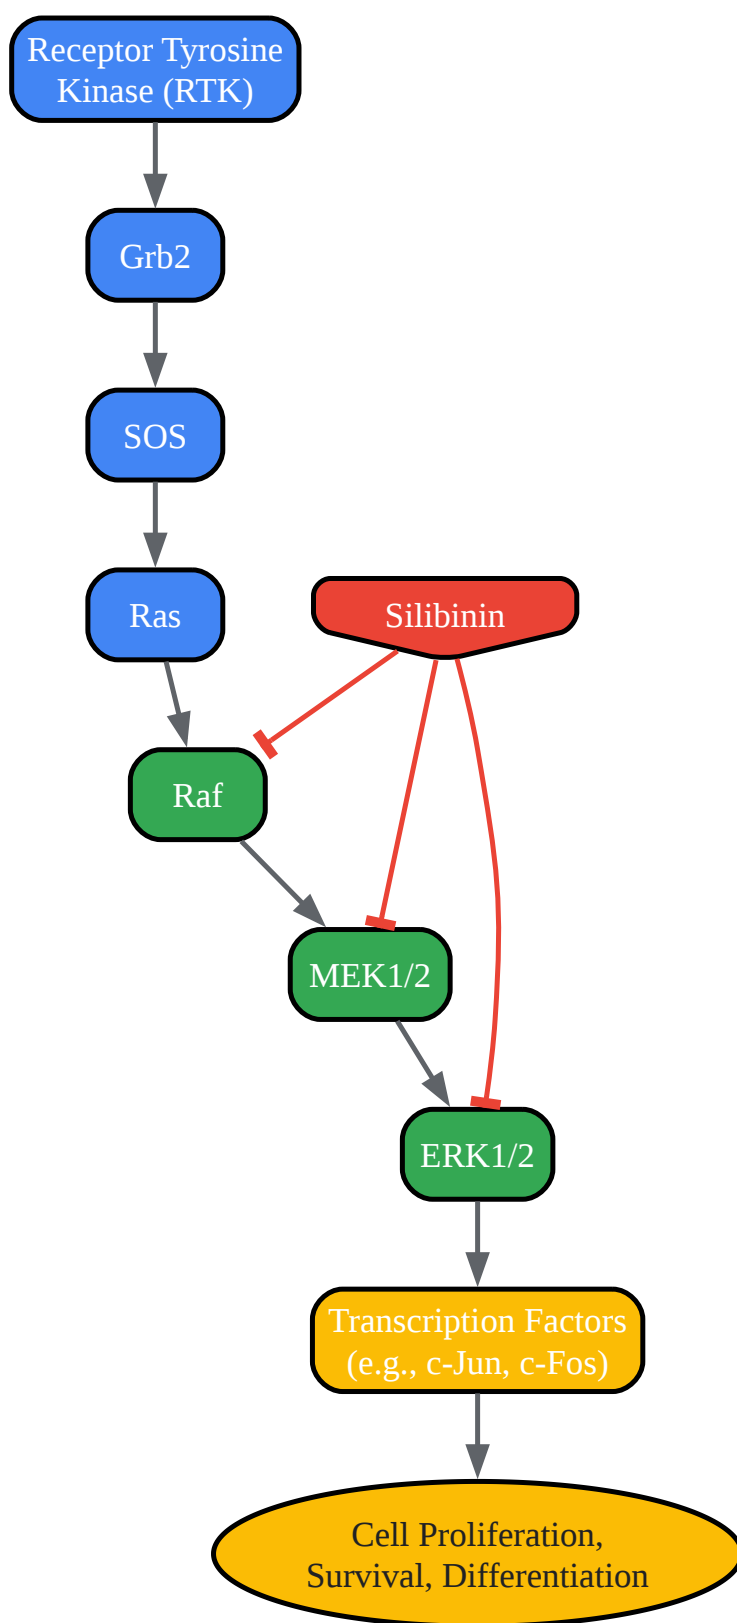 Receptor Tyrosine
Kinase (RTK)
Grb2
SOS
Ras
Silibinin
Raf
MEK1/2
ERK1/2
Transcription Factors
(e.g., c-Jun, c-Fos)
Cell Proliferation,
Survival, Differentiation